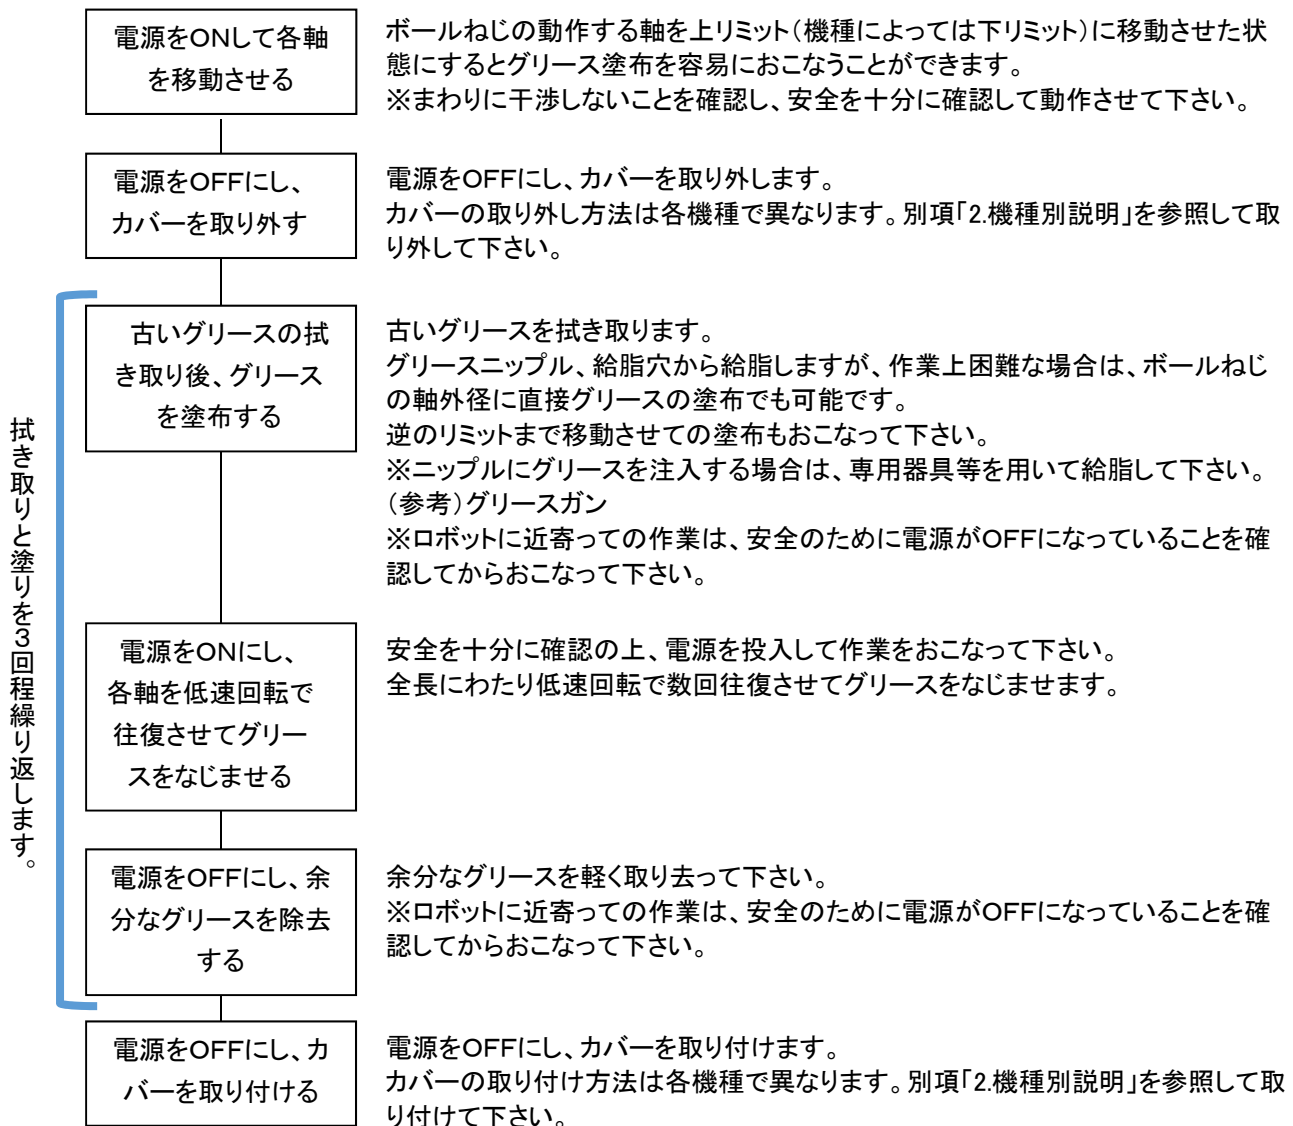 電源をONして各軸
を移動させる
ボールねじの動作する軸を上リミット（機種によっては下リミット）に移動させた状
態にするとグリース塗布を容易におこなうことができます。
※まわりに干渉しないことを確認し、安全を十分に確認して動作させて下さい。
電源をOFFにし、
カバーを取り外す
電源をOFFにし、カバーを取り外します。
カバーの取り外し方法は各機種で異なります。別項「2.機種別説明」を参照して取
り外して下さい。
拭き取りと塗りを３回程繰り返します。
古いグリースの拭
き取り後、グリース
を塗布する
古いグリースを拭き取ります。
グリースニップル、給脂穴から給脂しますが、作業上困難な場合は、ボールねじ
の軸外径に直接グリースの塗布でも可能です。
逆のリミットまで移動させての塗布もおこなって下さい。
※ニップルにグリースを注入する場合は、専用器具等を用いて給脂して下さい。
（参考）グリースガン
※ロボットに近寄っての作業は、安全のために電源がOFFになっていることを確
認してからおこなって下さい。
電源をONにし、
各軸を低速回転で
往復させてグリー
スをなじませる
安全を十分に確認の上、電源を投入して作業をおこなって下さい。
全長にわたり低速回転で数回往復させてグリースをなじませます。
電源をOFFにし、余
分なグリースを除去
する
余分なグリースを軽く取り去って下さい。
※ロボットに近寄っての作業は、安全のために電源がOFFになっていることを確
認してからおこなって下さい。
電源をOFFにし、カ
バーを取り付ける
電源をOFFにし、カバーを取り付けます。
カバーの取り付け方法は各機種で異なります。別項「2.機種別説明」を参照して取
り付けて下さい。